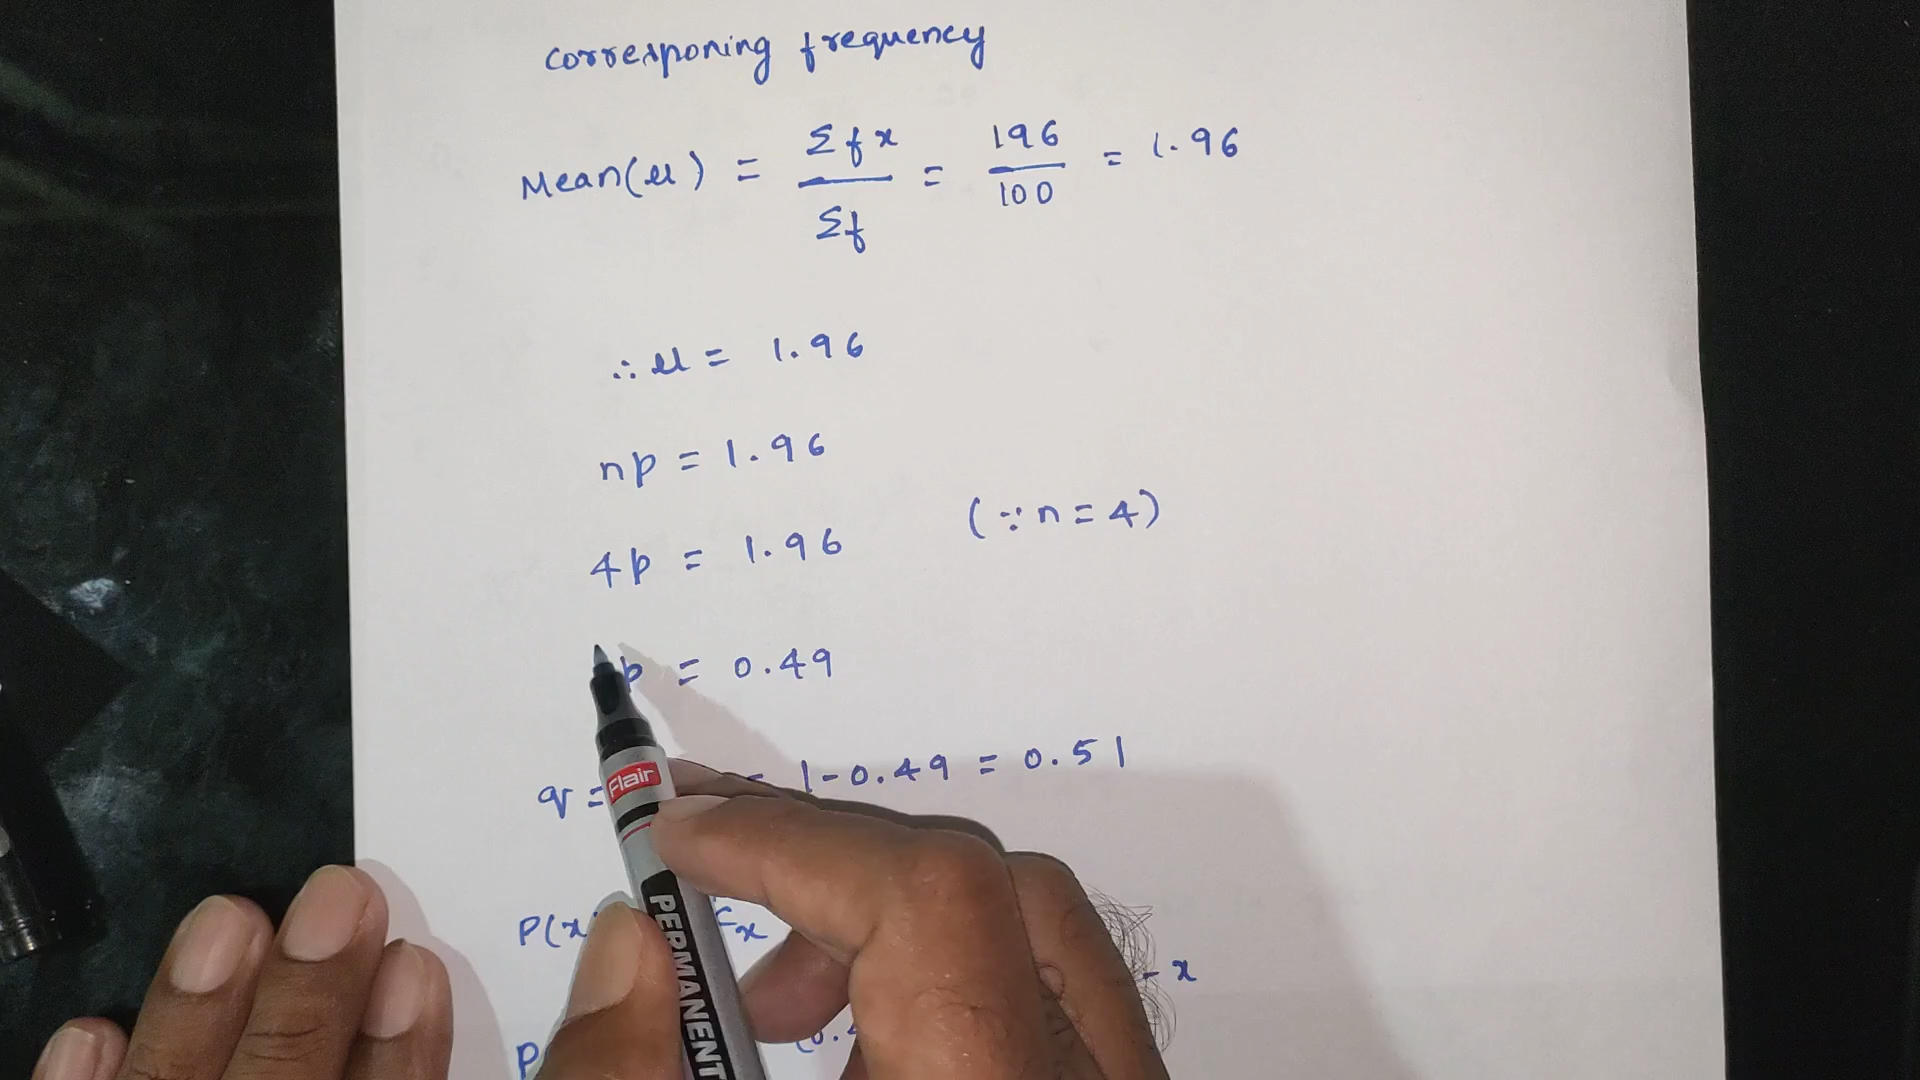 corresponing frequency
Mean(μ) = Σfx / Σf = 196 / 100 = 1.96
∴ μ = 1.96
np = 1.96
4p = 1.96 (∵ n = 4)
p = 0.49
q = = 1-0.49 = 0.51
Flair
PERMANENT
P(x
- x